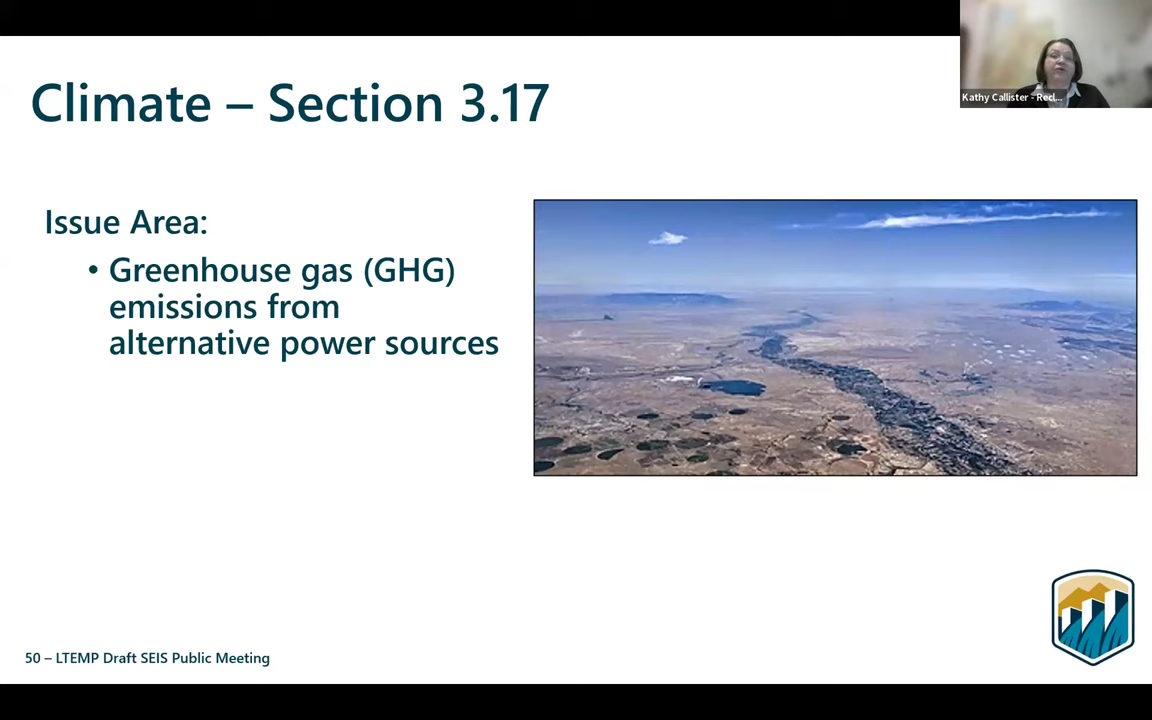 Climate – Section 3.17
Kathy Callister - Recl...
Issue Area:
• Greenhouse gas (GHG)
emissions from
alternative power sources
50 – LTEMP Draft SEIS Public Meeting